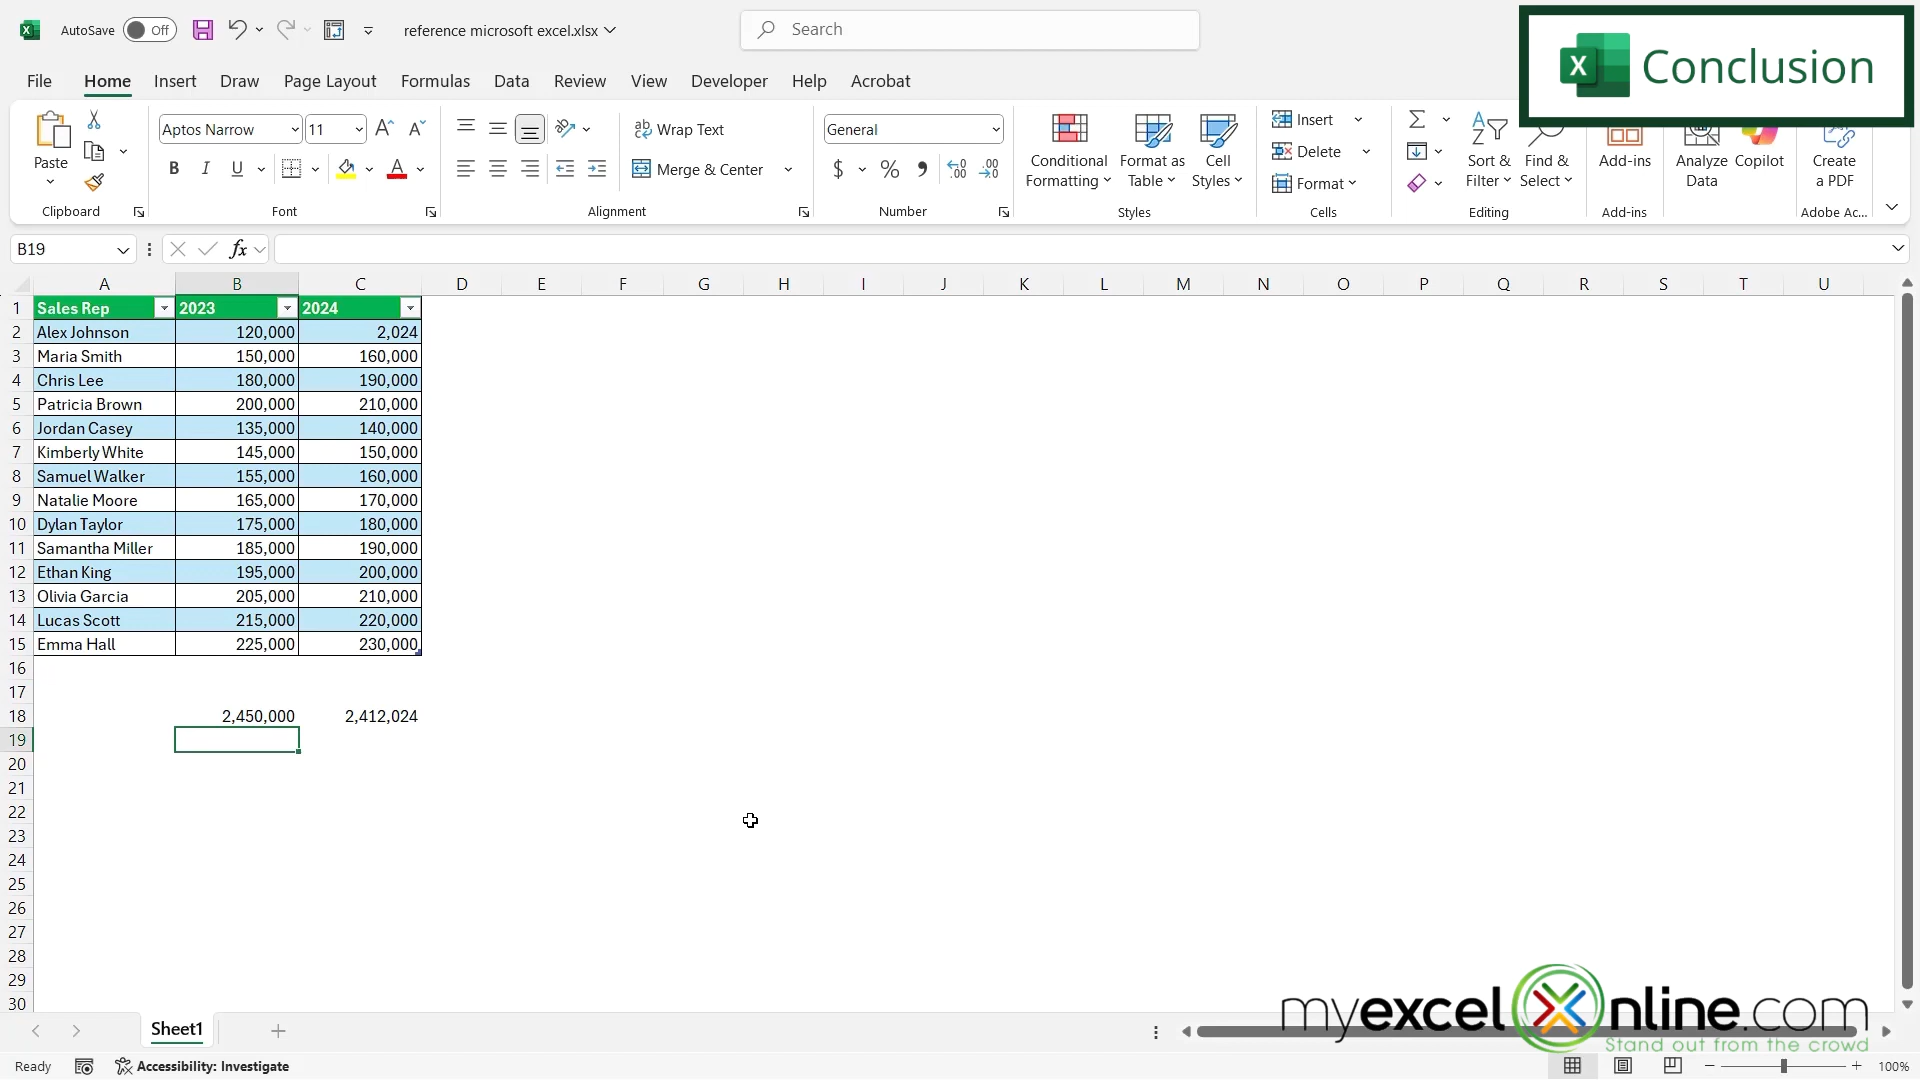 AutoSave Off reference microsoft excel.xlsx Search
Conclusion
File Home Insert Draw Page Layout Formulas Data Review View Developer Help Acrobat
Aptos Narrow 11 Wrap Text General Insert
Paste B I U Merge & Center $ % Conditional Formatting Format as Table Cell Styles Delete Format Sort & Filter Find & Select Add-ins Analyze Data Copilot Create a PDF
Clipboard Font Alignment Number Styles Cells Editing Add-ins Adobe Ac...
B19 fx
A B C D E F G H I J K L M N O P Q R S T U
1 Sales Rep 2023 2024
2 Alex Johnson 120,000 2,024
3 Maria Smith 150,000 160,000
4 Chris Lee 180,000 190,000
5 Patricia Brown 200,000 210,000
6 Jordan Casey 135,000 140,000
7 Kimberly White 145,000 150,000
8 Samuel Walker 155,000 160,000
9 Natalie Moore 165,000 170,000
10 Dylan Taylor 175,000 180,000
11 Samantha Miller 185,000 190,000
12 Ethan King 195,000 200,000
13 Olivia Garcia 205,000 210,000
14 Lucas Scott 215,000 220,000
15 Emma Hall 225,000 230,000
16
17
18 2,450,000 2,412,024
19
20
21
22
23
24
25
26
27
28
29
30
myexcelonline.com
Stand out from the crowd
Sheet1
Ready Accessibility: Investigate 100%